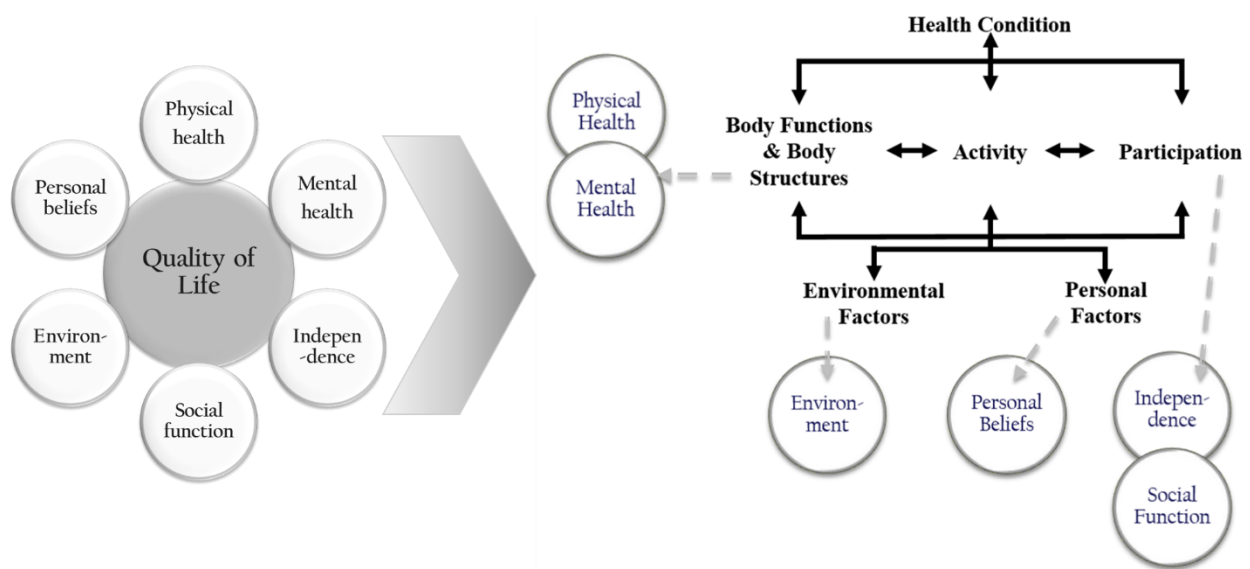 Physical
health
Personal
beliefs
Mental
health
Quality of
Life
Environ-
ment
Indepen
-dence
Social
function
Health Condition
Physical
Health
Mental
Health
Body Functions
& Body
Structures
Activity
Participation
Environmental
Factors
Personal
Factors
Environ-
ment
Personal
Beliefs
Indepen-
dence
Social
Function